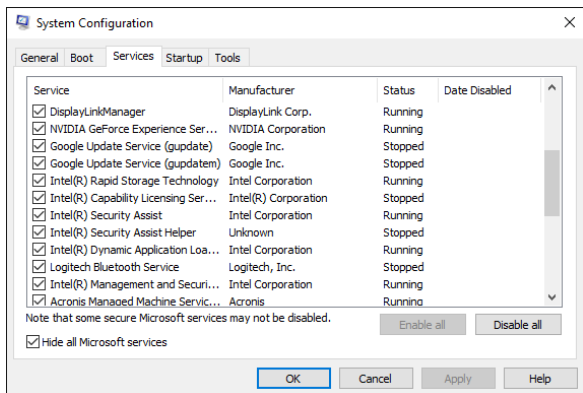 System Configuration
General Boot Services Startup Tools
Service Manufacturer Status Date Disabled
DisplayLinkManager DisplayLink Corp. Running
NVIDIA GeForce Experience Ser... NVIDIA Corporation Running
Google Update Service (gupdate) Google Inc. Stopped
Google Update Service (gupdatem) Google Inc. Stopped
Intel(R) Rapid Storage Technology Intel Corporation Running
Intel(R) Capability Licensing Ser... Intel(R) Corporation Stopped
Intel(R) Security Assist Intel Corporation Running
Intel(R) Security Assist Helper Unknown Stopped
Intel(R) Dynamic Application Loa... Intel Corporation Running
Logitech Bluetooth Service Logitech, Inc. Stopped
Intel(R) Management and Securi... Intel Corporation Running
Acronis Managed Machine Servic... Acronis Running
Note that some secure Microsoft services may not be disabled.
Enable all Disable all
Hide all Microsoft services
OK Cancel Apply Help